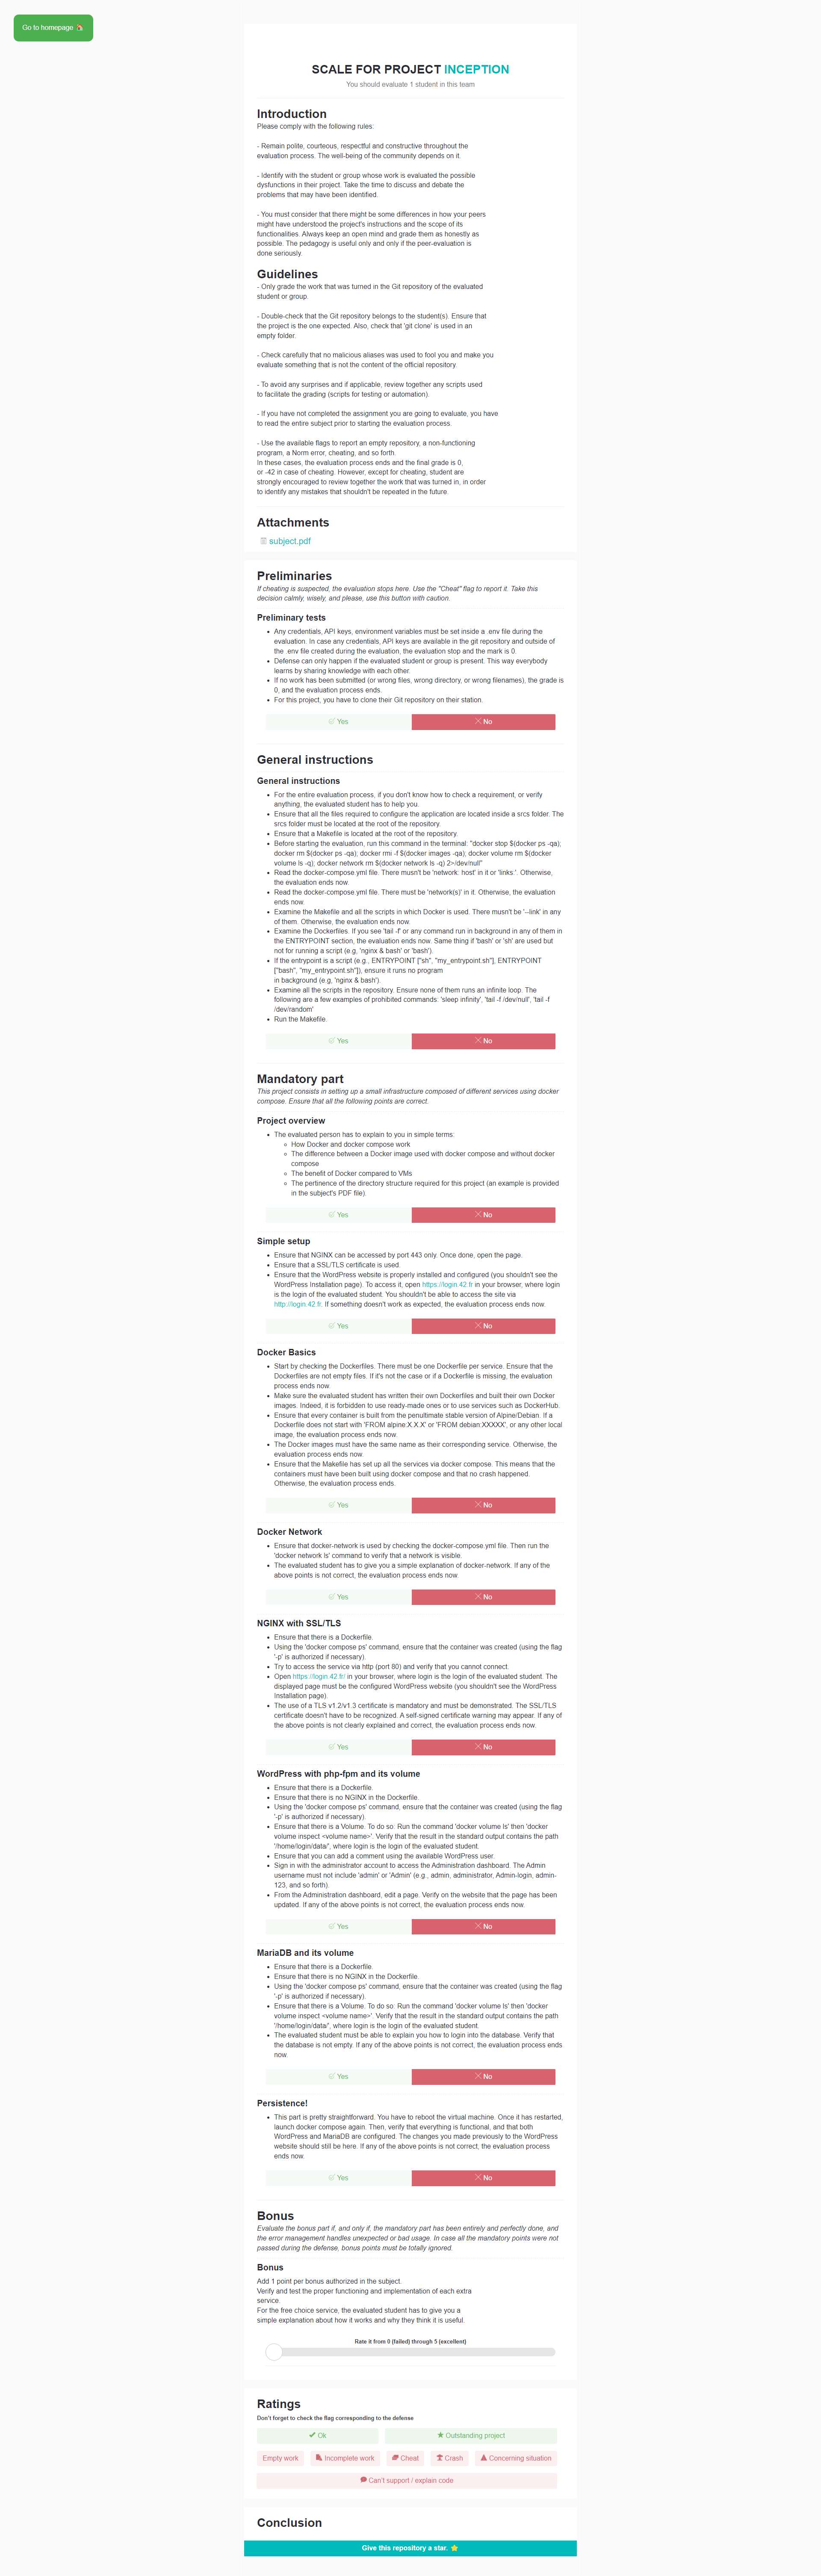 Go to homepage
SCALE FOR PROJECT INCEPTION
You should evaluate 1 student in this team
Introduction
Please comply with the following rules:
- Remain polite, courteous, respectful and constructive throughout the
evaluation process. The well-being of the community depends on it.
- Identify with the student or group whose work is evaluated the possible
dysfunctions in their project. Take the time to discuss and debate the
problems that may have been identified.
- You must consider that there might be some differences in how your peers
might have understood the project's instructions and the scope of its
functionalities. Always keep an open mind and grade them as honestly as
possible. The pedagogy is useful only and only if the peer-evaluation is
done seriously.
Guidelines
- Only grade the work that was turned in the Git repository of the evaluated
student or group.
- Double-check that the Git repository belongs to the student(s). Ensure that
the project is the one expected. Also, check that 'git clone' is used in an
empty folder.
- Check carefully that no malicious aliases was used to fool you and make you
evaluate something that is not the content of the official repository.
- To avoid any surprises and if applicable, review together any scripts used
to facilitate the grading (scripts for testing or automation).
- If you have not completed the assignment you are going to evaluate, you have
to read the entire subject prior to starting the evaluation process.
- Use the available flags to report an empty repository, a non-functioning
program, a Norm error, cheating, and so forth.
In these cases, the evaluation process ends and the final grade is 0,
or -42 in case of cheating. However, except for cheating, student are
strongly encouraged to review together the work that was turned in, in order
to identify any mistakes that shouldn't be repeated in the future.
Attachments
subject.pdf
Preliminaries
If cheating is suspected, the evaluation stops here. Use the "Cheat" flag to report it. Take this
decision calmly, wisely, and please, use this button with caution.
Preliminary tests
• Any credentials, API keys, environment variables must be set inside a .env file during the
evaluation. In case any credentials, API keys are available in the git repository and outside of
the .env file created during the evaluation, the evaluation stop and the mark is 0.
• Defense can only happen if the evaluated student or group is present. This way everybody
learns by sharing knowledge with each other.
• If no work has been submitted (or wrong files, wrong directory, or wrong filenames), the grade is
0, and the evaluation process ends.
• For this project, you have to clone their Git repository on their station.
Yes No
General instructions
General instructions
• For the entire evaluation process, if you don't know how to check a requirement, or verify
anything, the evaluated student has to help you.
• Ensure that all the files required to configure the application are located inside a srcs folder. The
srcs folder must be located at the root of the repository.
• Ensure that a Makefile is located at the root of the repository.
• Before starting the evaluation, run this command in the terminal: "docker stop $(docker ps -qa);
docker rm $(docker ps -qa); docker rmi -f $(docker images -qa); docker volume rm $(docker
volume ls -q); docker network rm $(docker network ls -q) 2>/dev/null"
• Read the docker-compose.yml file. There musn't be 'network: host' in it or 'links:'. Otherwise,
the evaluation ends now.
• Read the docker-compose.yml file. There must be 'network(s)' in it. Otherwise, the evaluation
ends now.
• Examine the Makefile and all the scripts in which Docker is used. There musn't be '--link' in any
of them. Otherwise, the evaluation ends now.
• Examine the Dockerfiles. If you see 'tail -f' or any command run in background in any of them in
the ENTRYPOINT section, the evaluation ends now. Same thing if 'bash' or 'sh' are used but
not for running a script (e.g, 'nginx & bash' or 'bash').
• If the entrypoint is a script (e.g., ENTRYPOINT ["sh", "my_entrypoint.sh"], ENTRYPOINT
["bash", "my_entrypoint.sh"]), ensure it runs no program
in background (e.g, 'nginx & bash').
• Examine all the scripts in the repository. Ensure none of them runs an infinite loop. The
following are a few examples of prohibited commands: 'sleep infinity', 'tail -f /dev/null', 'tail -f
/dev/random'
• Run the Makefile.
Yes No
Mandatory part
This project consists in setting up a small infrastructure composed of different services using docker
compose. Ensure that all the following points are correct.
Project overview
• The evaluated person has to explain to you in simple terms:
◦ How Docker and docker compose work
◦ The difference between a Docker image used with docker compose and without docker
compose
◦ The benefit of Docker compared to VMs
◦ The pertinence of the directory structure required for this project (an example is provided
in the subject's PDF file).
Yes No
Simple setup
• Ensure that NGINX can be accessed by port 443 only. Once done, open the page.
• Ensure that a SSL/TLS certificate is used.
• Ensure that the WordPress website is properly installed and configured (you shouldn't see the
WordPress Installation page). To access it, open https://login.42.fr in your browser, where login
is the login of the evaluated student. You shouldn't be able to access the site via
http://login.42.fr. If something doesn't work as expected, the evaluation process ends now.
Yes No
Docker Basics
• Start by checking the Dockerfiles. There must be one Dockerfile per service. Ensure that the
Dockerfiles are not empty files. If it's not the case or if a Dockerfile is missing, the evaluation
process ends now.
• Make sure the evaluated student has written their own Dockerfiles and built their own Docker
images. Indeed, it is forbidden to use ready-made ones or to use services such as DockerHub.
• Ensure that every container is built from the penultimate stable version of Alpine/Debian. If a
Dockerfile does not start with 'FROM alpine:X.X.X' or 'FROM debian:XXXXX', or any other local
image, the evaluation process ends now.
• The Docker images must have the same name as their corresponding service. Otherwise, the
evaluation process ends now.
• Ensure that the Makefile has set up all the services via docker compose. This means that the
containers must have been built using docker compose and that no crash happened.
Otherwise, the evaluation process ends.
Yes No
Docker Network
• Ensure that docker-network is used by checking the docker-compose.yml file. Then run the
'docker network ls' command to verify that a network is visible.
• The evaluated student has to give you a simple explanation of docker-network. If any of the
above points is not correct, the evaluation process ends now.
Yes No
NGINX with SSL/TLS
• Ensure that there is a Dockerfile.
• Using the 'docker compose ps' command, ensure that the container was created (using the flag
'-p' is authorized if necessary).
• Try to access the service via http (port 80) and verify that you cannot connect.
• Open https://login.42.fr/ in your browser, where login is the login of the evaluated student. The
displayed page must be the configured WordPress website (you shouldn't see the WordPress
Installation page).
• The use of a TLS v1.2/v1.3 certificate is mandatory and must be demonstrated. The SSL/TLS
certificate doesn't have to be recognized. A self-signed certificate warning may appear. If any of
the above points is not clearly explained and correct, the evaluation process ends now.
Yes No
WordPress with php-fpm and its volume
• Ensure that there is a Dockerfile.
• Ensure that there is no NGINX in the Dockerfile.
• Using the 'docker compose ps' command, ensure that the container was created (using the flag
'-p' is authorized if necessary).
• Ensure that there is a Volume. To do so: Run the command 'docker volume ls' then 'docker
volume inspect <volume name>'. Verify that the result in the standard output contains the path
'/home/login/data/', where login is the login of the evaluated student.
• Ensure that you can add a comment using the available WordPress user.
• Sign in with the administrator account to access the Administration dashboard. The Admin
username must not include 'admin' or 'Admin' (e.g., admin, administrator, Admin-login, admin-
123, and so forth).
• From the Administration dashboard, edit a page. Verify on the website that the page has been
updated. If any of the above points is not correct, the evaluation process ends now.
Yes No
MariaDB and its volume
• Ensure that there is a Dockerfile.
• Ensure that there is no NGINX in the Dockerfile.
• Using the 'docker compose ps' command, ensure that the container was created (using the flag
'-p' is authorized if necessary).
• Ensure that there is a Volume. To do so: Run the command 'docker volume ls' then 'docker
volume inspect <volume name>'. Verify that the result in the standard output contains the path
'/home/login/data/', where login is the login of the evaluated student.
• The evaluated student must be able to explain you how to login into the database. Verify that
the database is not empty. If any of the above points is not correct, the evaluation process ends
now.
Yes No
Persistence!
• This part is pretty straightforward. You have to reboot the virtual machine. Once it has restarted,
launch docker compose again. Then, verify that everything is functional, and that both
WordPress and MariaDB are configured. The changes you made previously to the WordPress
website should still be here. If any of the above points is not correct, the evaluation process
ends now.
Yes No
Bonus
Evaluate the bonus part if, and only if, the mandatory part has been entirely and perfectly done, and
the error management handles unexpected or bad usage. In case all the mandatory points were not
passed during the defense, bonus points must be totally ignored.
Bonus
Add 1 point per bonus authorized in the subject.
Verify and test the proper functioning and implementation of each extra
service.
For the free choice service, the evaluated student has to give you a
simple explanation about how it works and why they think it is useful.
Rate it from 0 (failed) through 5 (excellent)
Ratings
Don't forget to check the flag corresponding to the defense
Ok Outstanding project
Empty work Incomplete work Cheat Crash Concerning situation
Can't support / explain code
Conclusion
Give this repository a star.